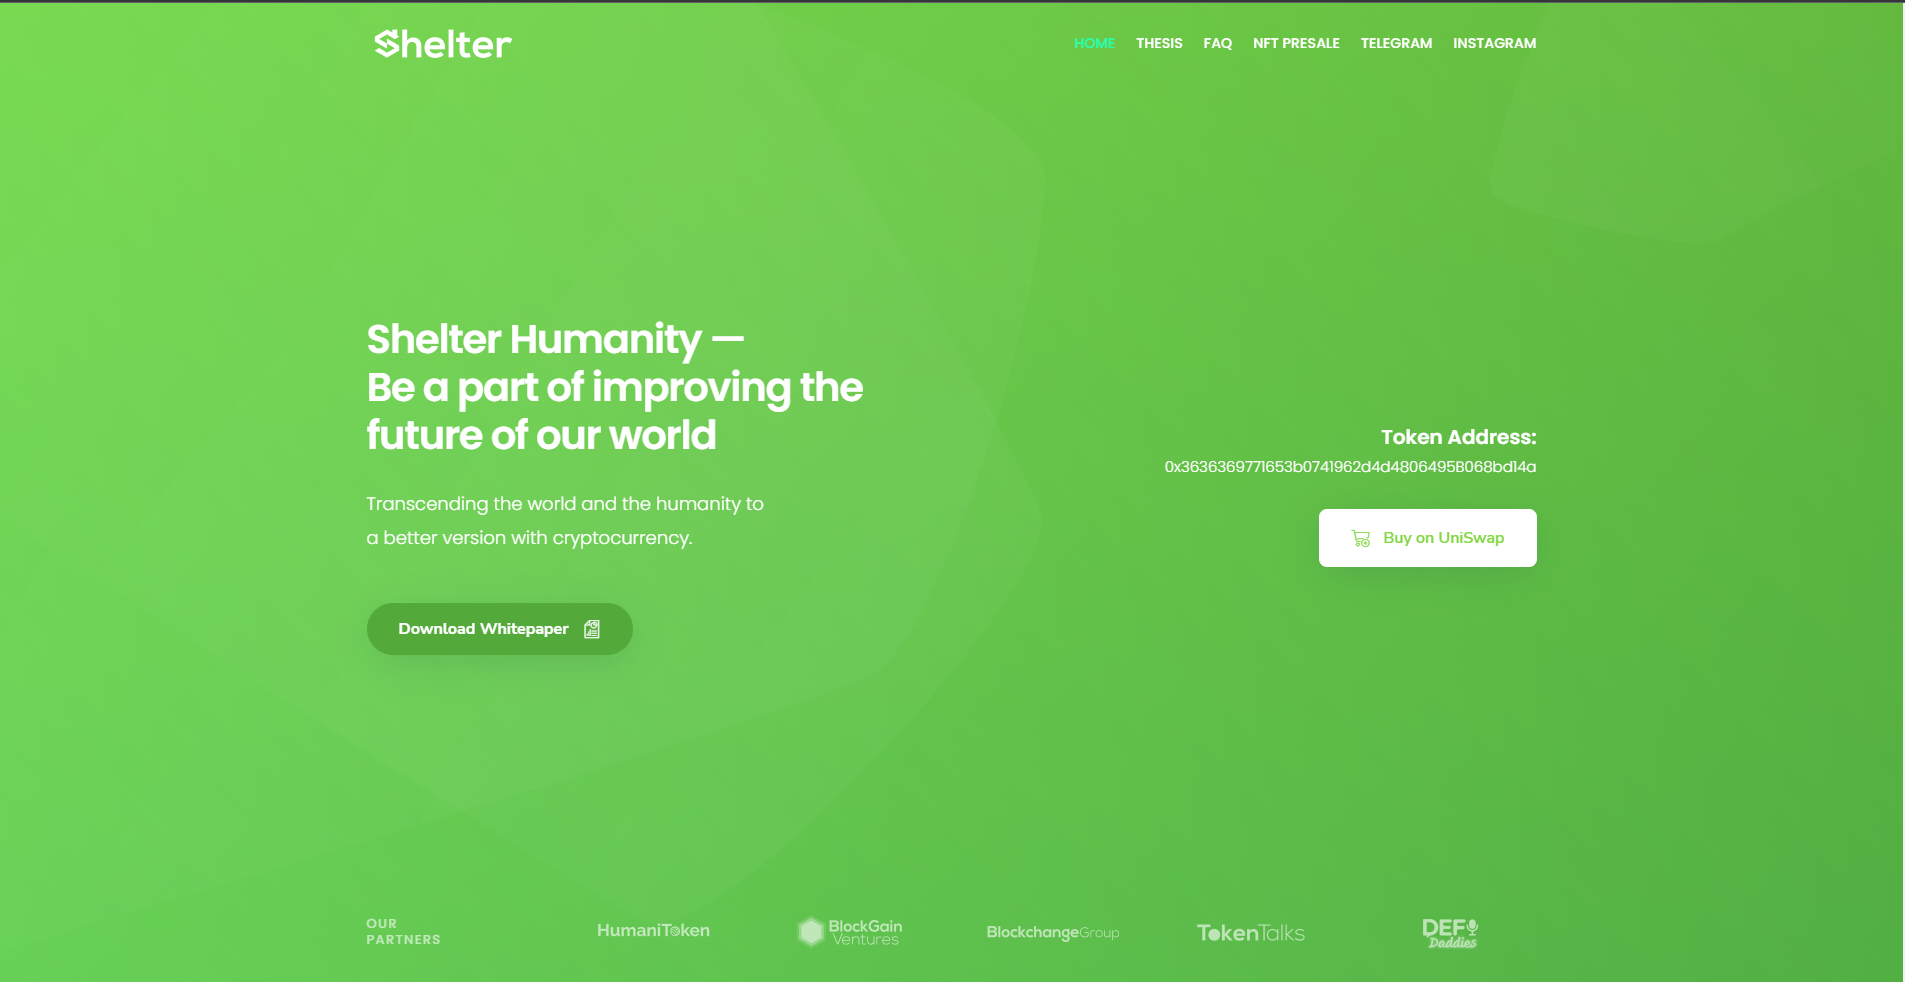 Shelter
HOME THESIS FAQ NFT PRESALE TELEGRAM INSTAGRAM
Shelter Humanity —
Be a part of improving the
future of our world
Transcending the world and the humanity to
a better version with cryptocurrency.
Download Whitepaper
Token Address:
0x3636369771653b0741962d4d4806495B068bd14a
Buy on UniSwap
OUR
PARTNERS
HumaniToken
BlockGain
Ventures
BlockchangeGroup
TokenTalks
DEFI
Daddies